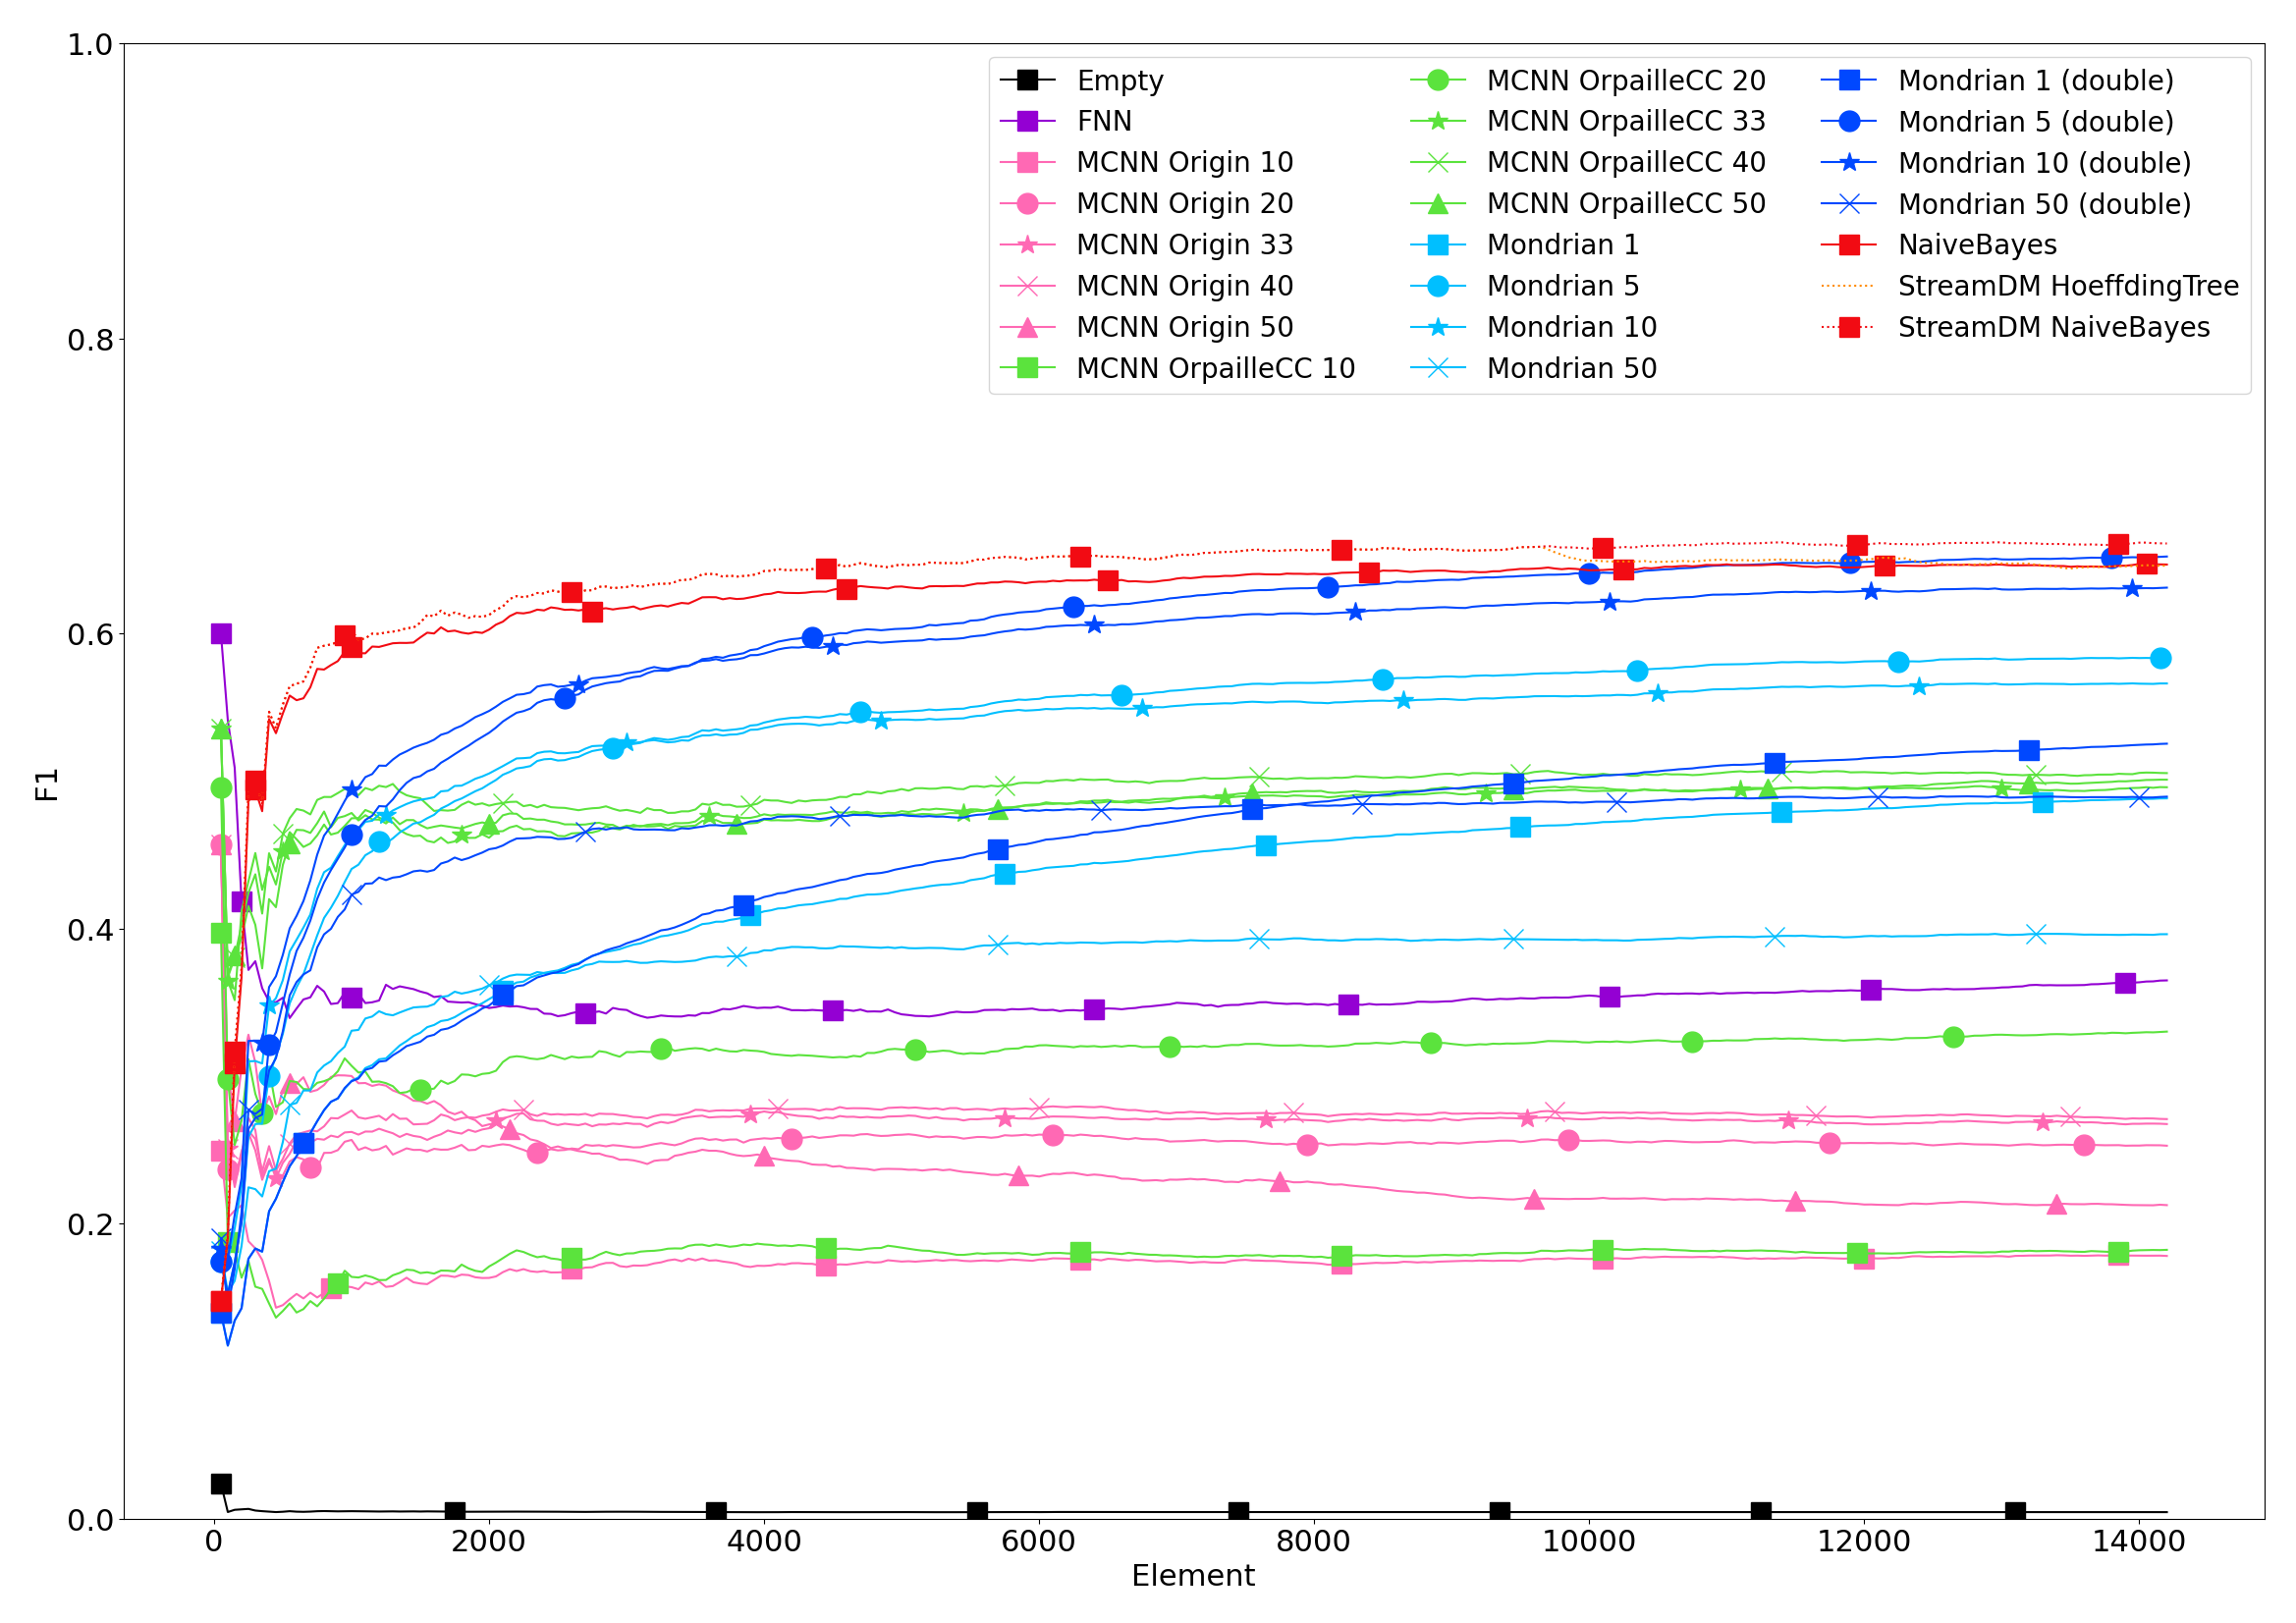 1.0
0.8
0.6
0.4
0.2
0.0
F1
Empty
FNN
MCNN Origin 10
MCNN Origin 20
MCNN Origin 33
MCNN Origin 40
MCNN Origin 50
MCNN OrpailleCC 10
MCNN OrpailleCC 20
MCNN OrpailleCC 33
MCNN OrpailleCC 40
MCNN OrpailleCC 50
Mondrian 1
Mondrian 5
Mondrian 10
Mondrian 50
Mondrian 1 (double)
Mondrian 5 (double)
Mondrian 10 (double)
Mondrian 50 (double)
NaiveBayes
StreamDM HoeffdingTree
StreamDM NaiveBayes
0 2000 4000 6000 8000 10000 12000 14000
Element